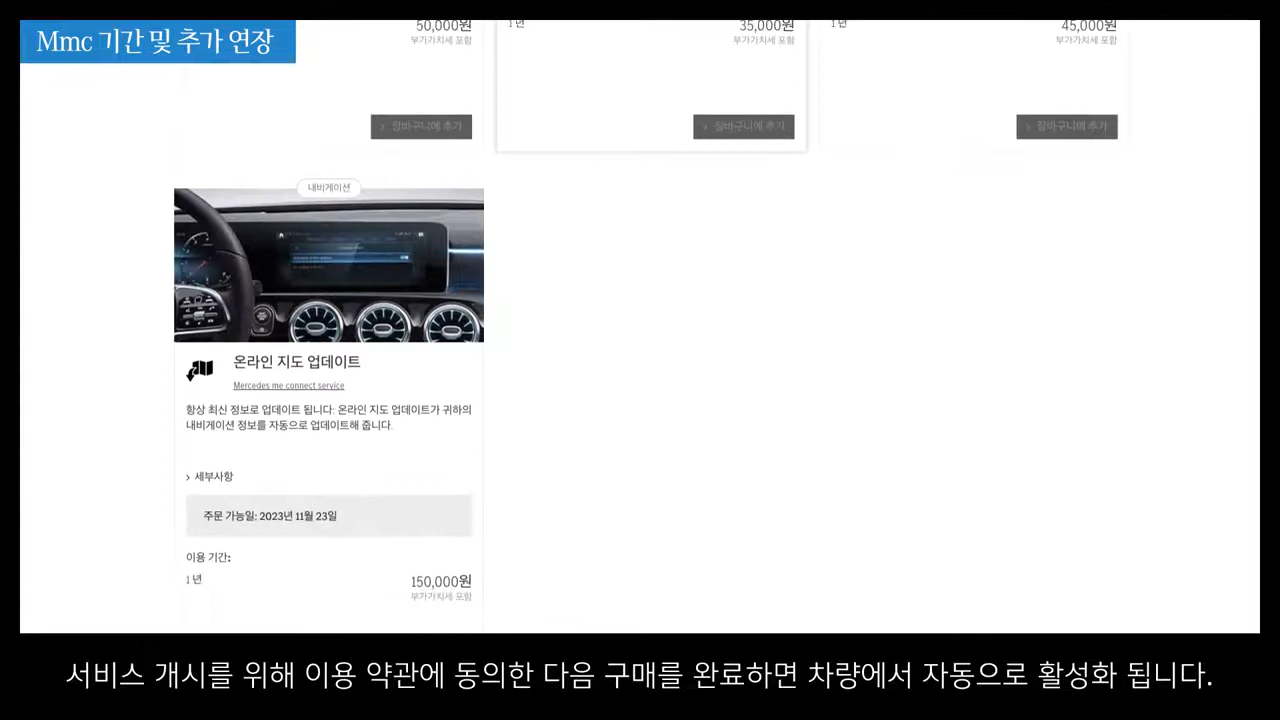 Mmc 기간 및 추가 연장
50,000원
부가가치세 포함
1 년
35,000원
부가가치세 포함
1 년
45,000원
부가가치세 포함
› 장바구니에 추가
› 장바구니에 추가
› 장바구니에 추가
내비게이션
온라인 지도 업데이트
Mercedes me connect service
항상 최신 정보로 업데이트 됩니다: 온라인 지도 업데이트가 귀하의
내비게이션 정보를 자동으로 업데이트해 줍니다.
› 세부사항
주문 가능일: 2023년 11월 23일
이용 기간:
1 년
150,000원
부가가치세 포함
서비스 개시를 위해 이용 약관에 동의한 다음 구매를 완료하면 차량에서 자동으로 활성화 됩니다.